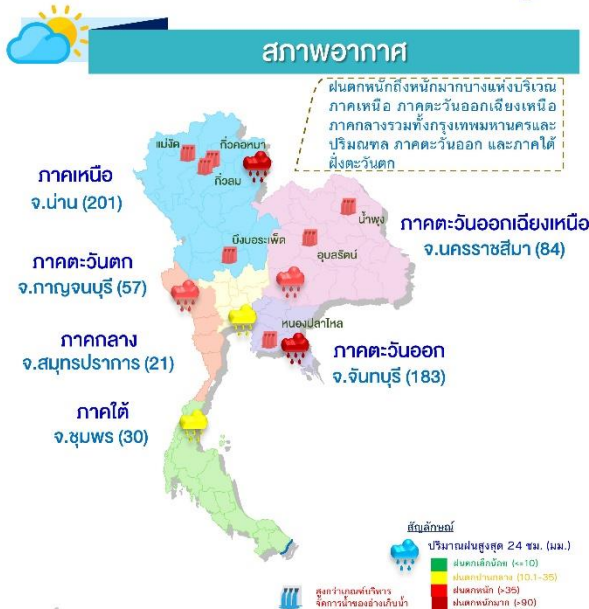 สภาพอากาศ
ฝนตกหนักถึงหนักมากบางแห่งบริเวณ
ภาคเหนือ ภาคตะวันออกเฉียงเหนือ
ภาคกลางรวมทั้งกรุงเทพมหานครและ
ปริมณฑล ภาคตะวันออก และภาคใต้
ฝั่งตะวันตก
แม่งัด
กิ่วคอหมา
กิ่วลม
ภาคเหนือ
จ.น่าน (201)
น้ำพุง
บึงบอระเพ็ด
อุบลรัตน์
ภาคตะวันออกเฉียงเหนือ
จ.นครราชสีมา (84)
ภาคตะวันตก
จ.กาญจนบุรี (57)
หนองปลาไหล
ภาคกลาง
จ.สมุทรปราการ (21)
ภาคตะวันออก
จ.จันทบุรี (183)
ภาคใต้
จ.ชุมพร (30)
สัญลักษณ์
ปริมาณฝนสูงสุด 24 ชม. (มม.)
ฝนตกเล็กน้อย (<=10)
ฝนตกปานกลาง (10.1-35)
ฝนตกหนัก (>35)
ฝนตกหนักมาก (>90)
สูงกว่าเกณฑ์บริหาร
จัดการน้ำของอ่างเก็บน้ำ